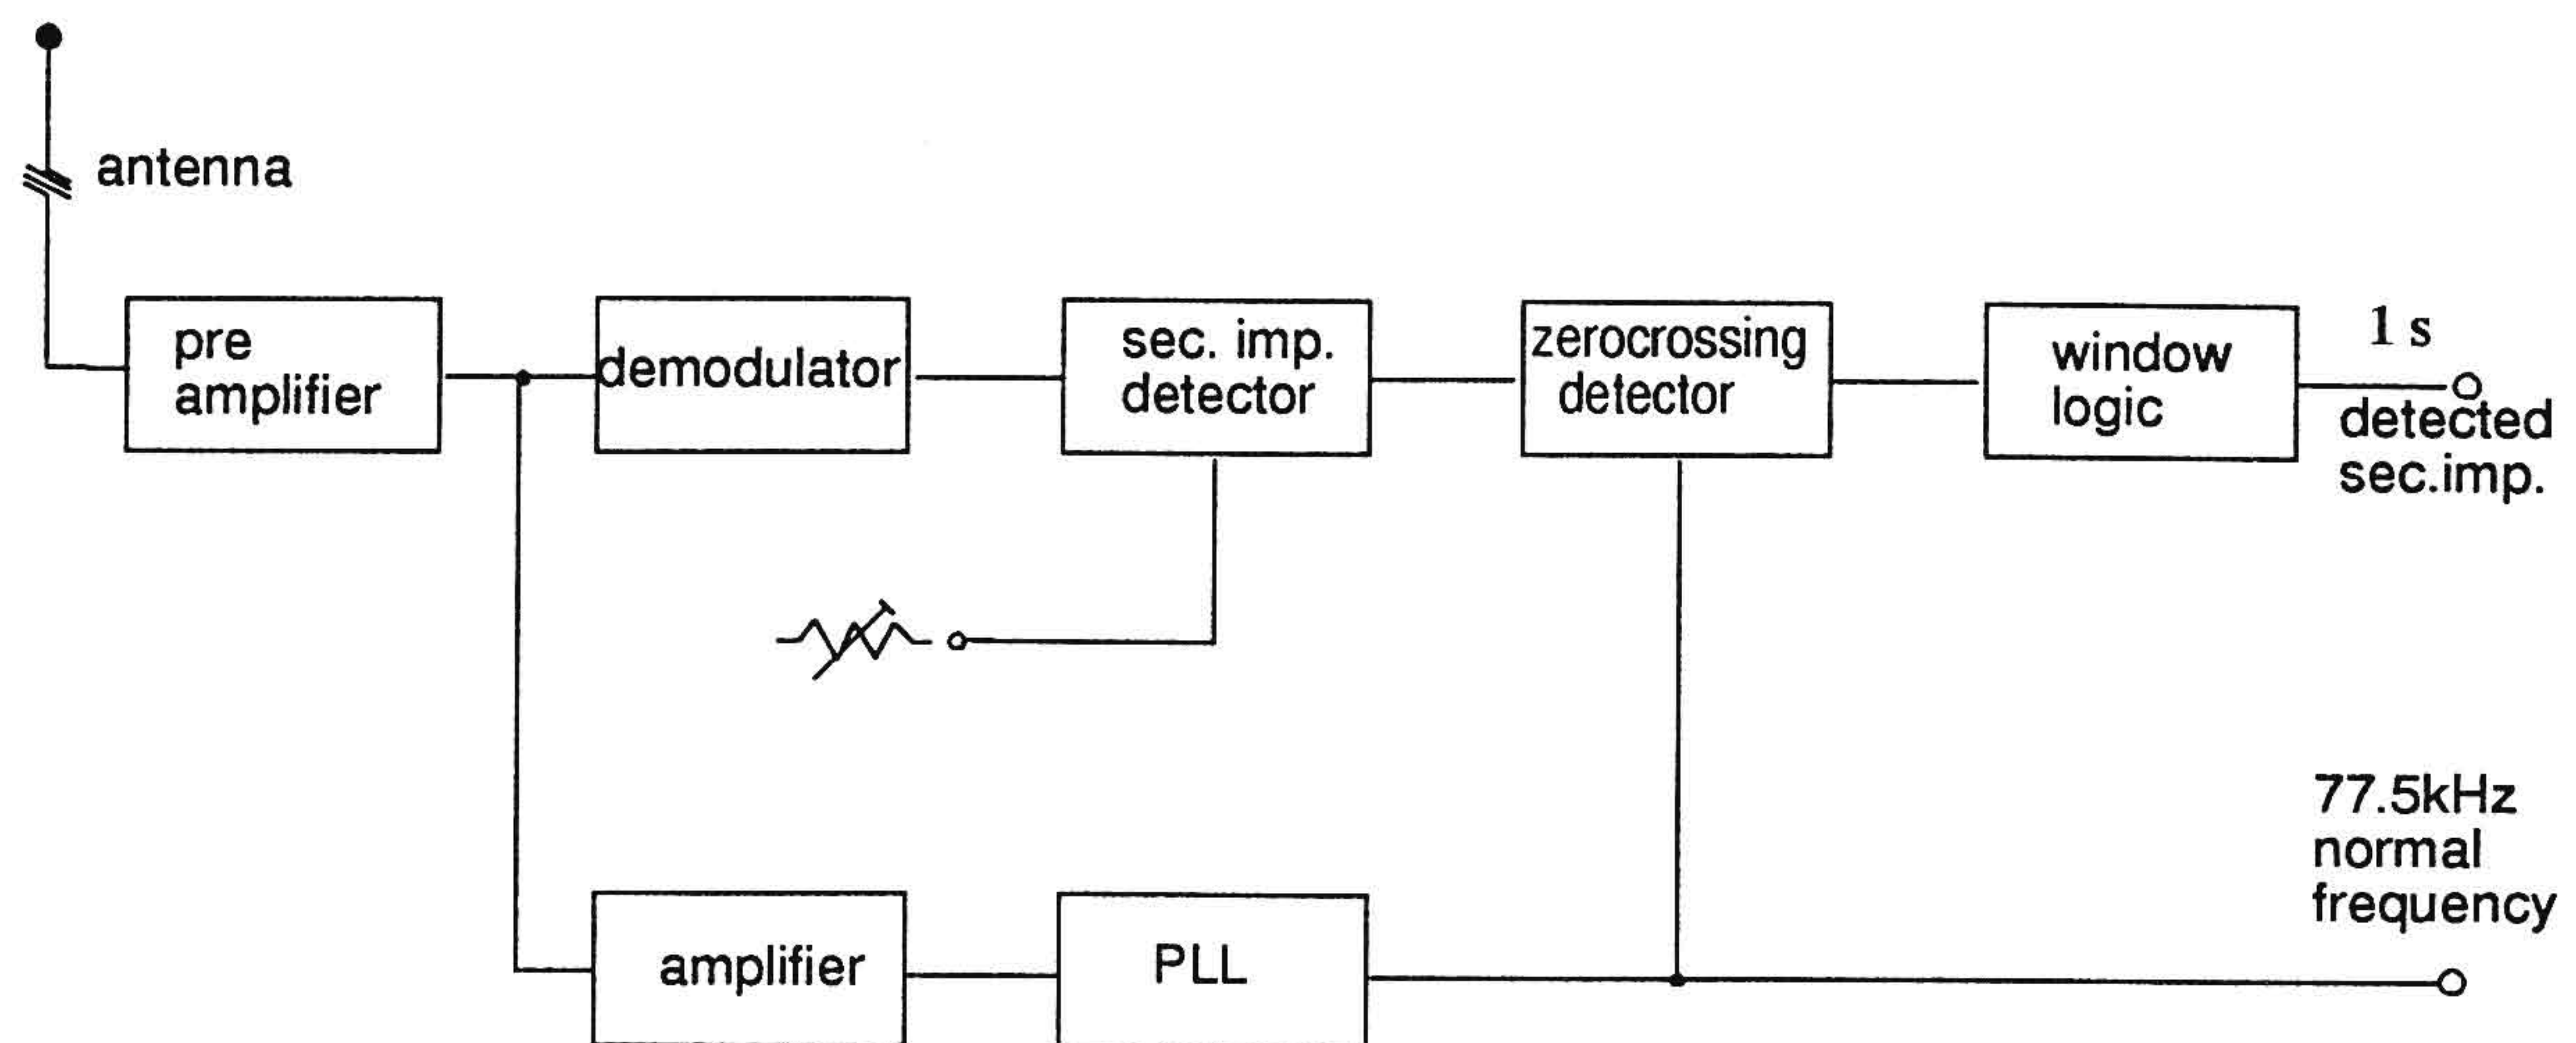 antenna
pre
amplifier
demodulator
sec. imp.
detector
zerocrossing
detector
window
logic
1 s
detected
sec.imp.
amplifier
PLL
77.5kHz
normal
frequency